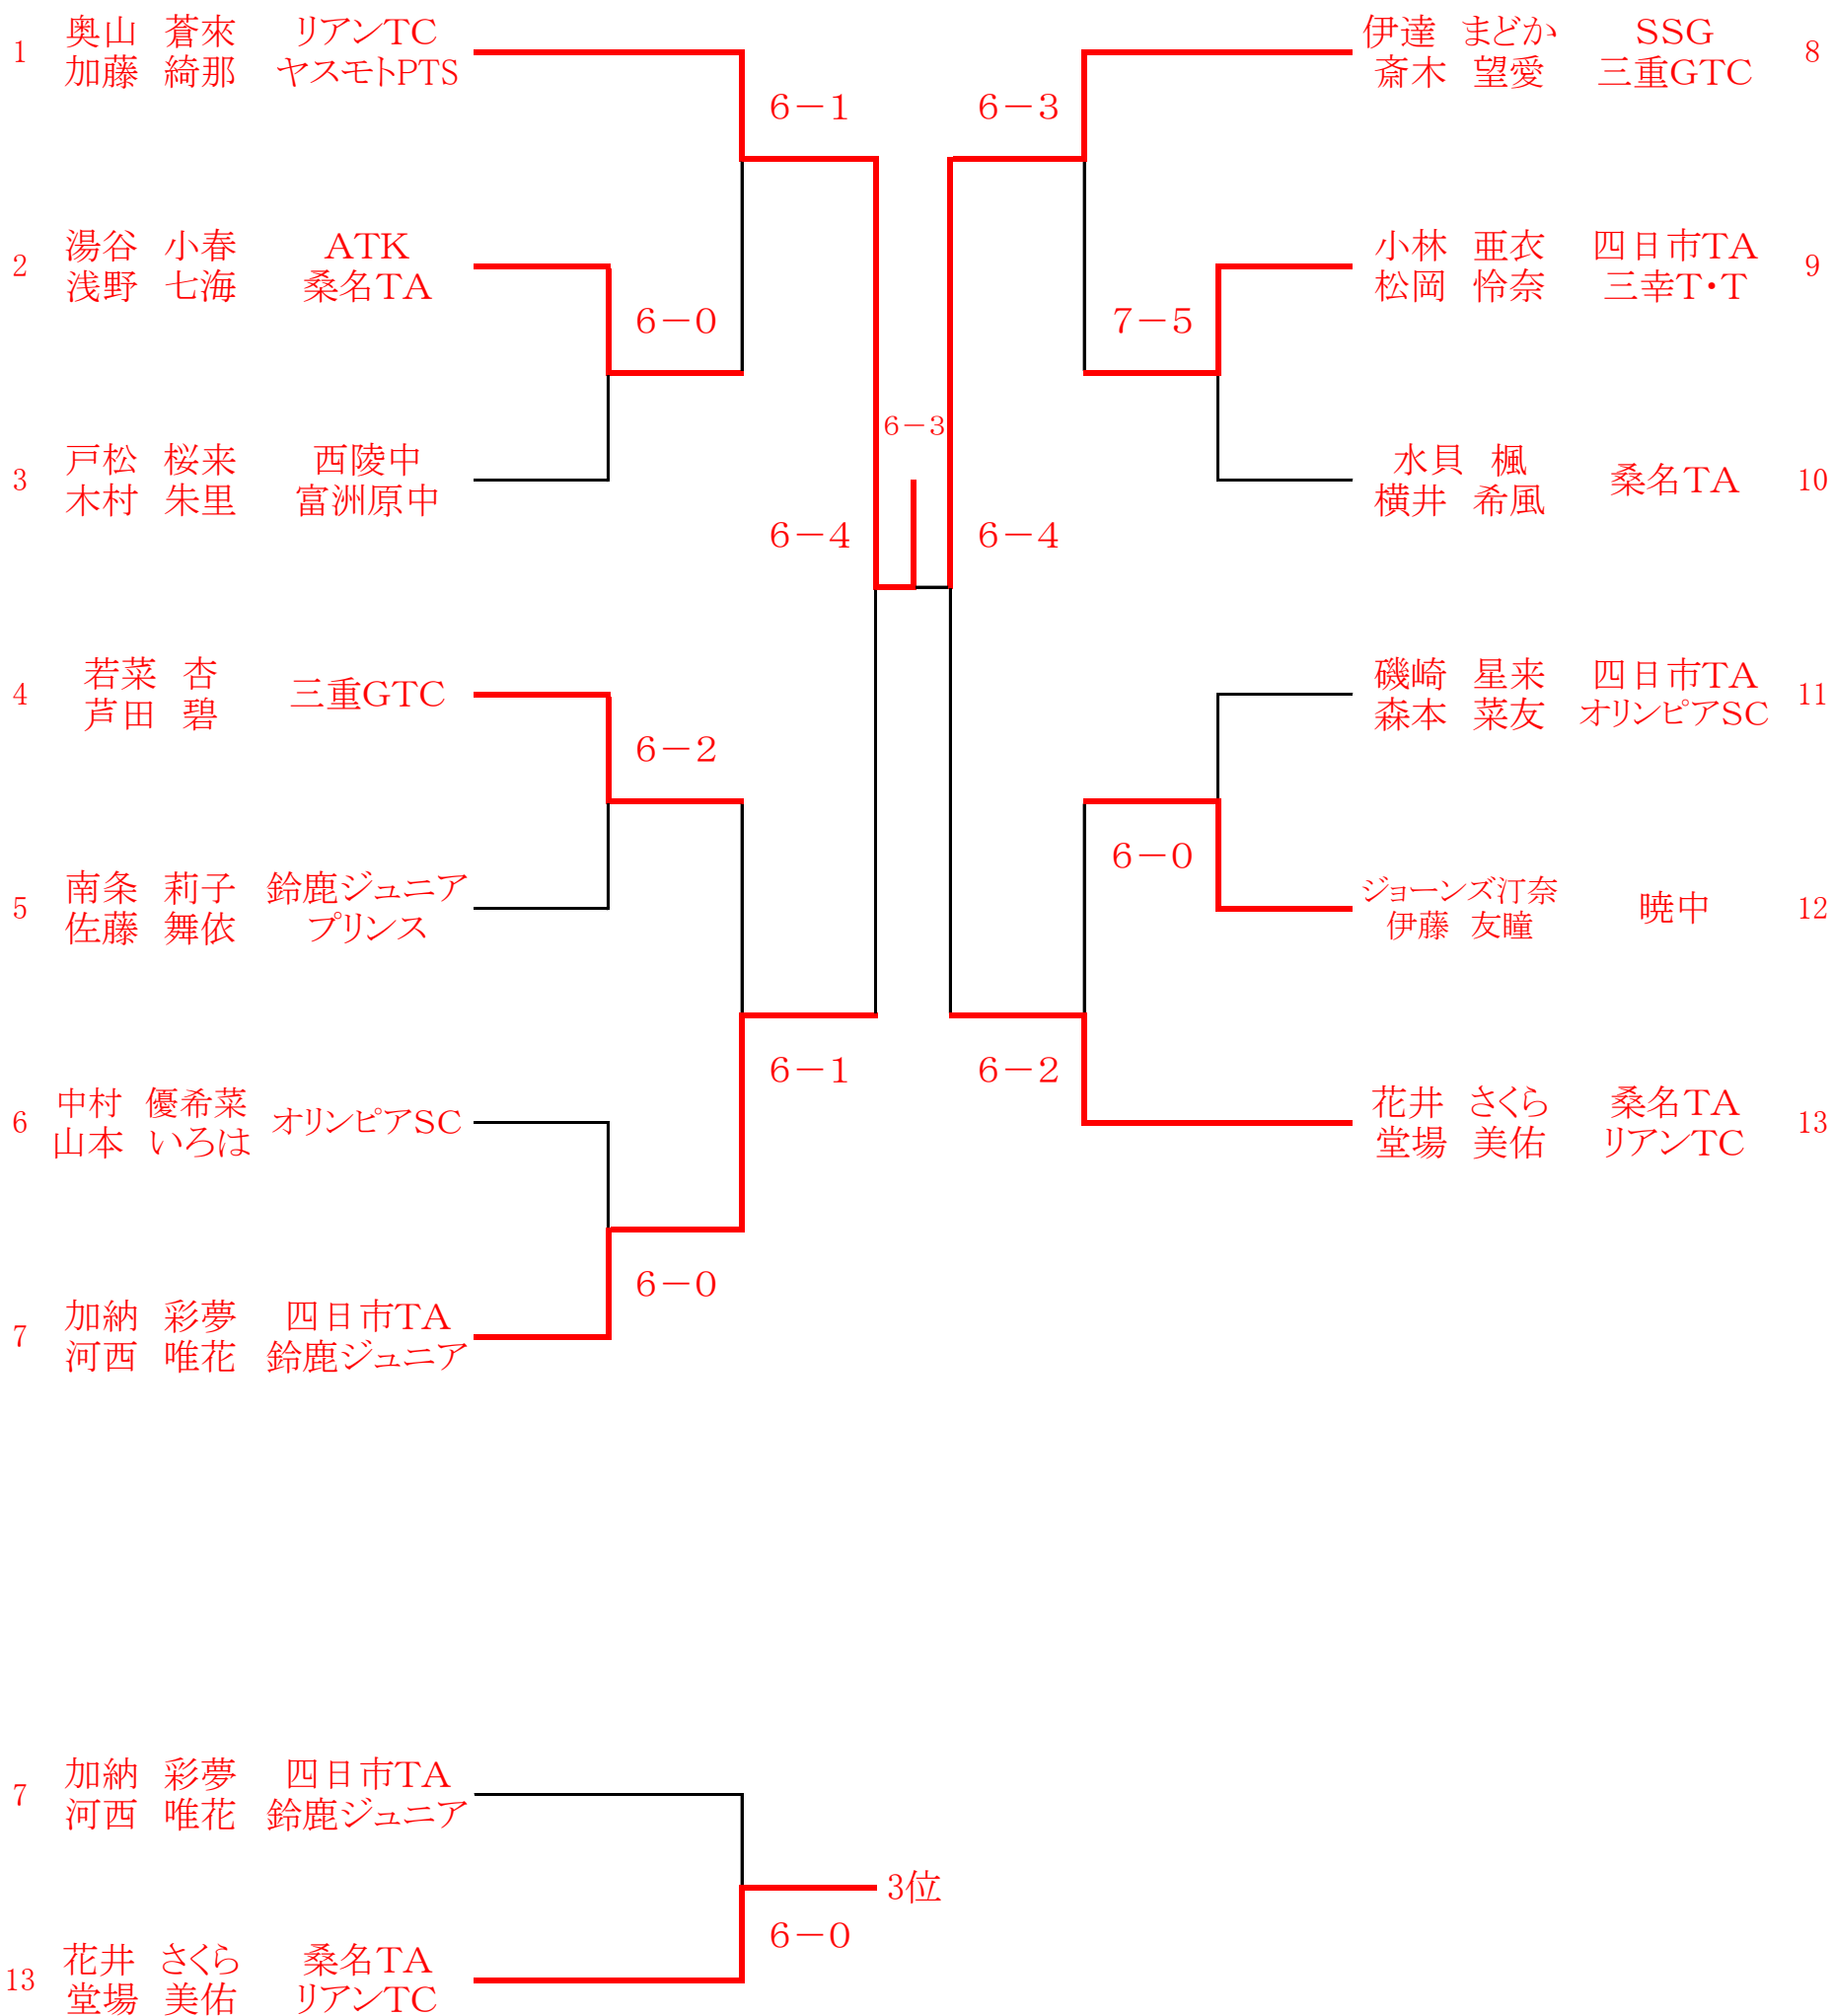 1 奥山 蒼來 リアンTC
加藤 綺那 ヤスモトPTS
6-1
2 湯谷 小春 ATK
浅野 七海 桑名TA
6-0
3 戸松 桜来 西陵中
木村 朱里 富洲原中
6-4
4 若菜 杏 三重GTC
芦田 碧
6-2
5 南条 莉子 鈴鹿ジュニア
佐藤 舞依 プリンス
6-1
6 中村 優希菜 オリンピアSC
山本 いろは
6-0
7 加納 彩夢 四日市TA
河西 唯花 鈴鹿ジュニア
6-3
伊達 まどか SSG 8
斎木 望愛 三重GTC
6-3
小林 亜衣 四日市TA 9
松岡 怜奈 三幸T・T
7-5
水貝 楓 桑名TA 10
横井 希風
6-4
磯崎 星来 四日市TA 11
森本 菜友 オリンピアSC
6-0
ジョーンズ汀奈 暁中 12
伊藤 友瞳
6-2
花井 さくら 桑名TA 13
堂場 美佑 リアンTC
7 加納 彩夢 四日市TA
河西 唯花 鈴鹿ジュニア
3位
6-0
13 花井 さくら 桑名TA
堂場 美佑 リアンTC